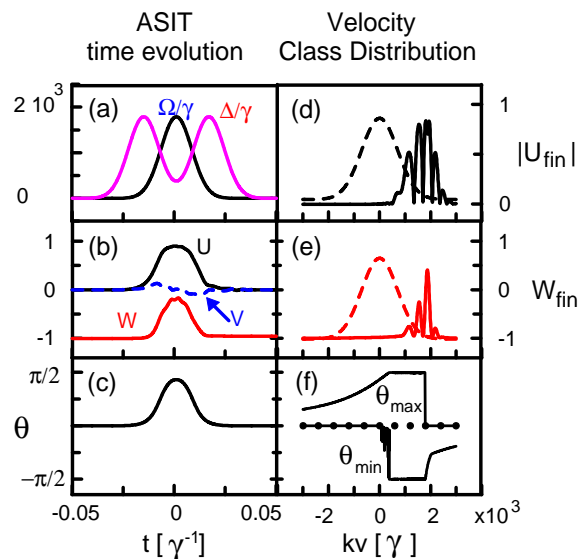 ASIT
time evolution
Velocity
Class Distribution
2 10³
0
(a)
Ω/γ
Δ/γ
(d)
1
0
|U_fin|
1
0
-1
(b)
U
W
V
(e)
1
0
-1
W_fin
π/2
θ
−π/2
(c)
(f)
θ_max
θ_min
-0.05
0
0.05
t [ γ⁻¹ ]
-2
0
2
x10³
kv [ γ ]